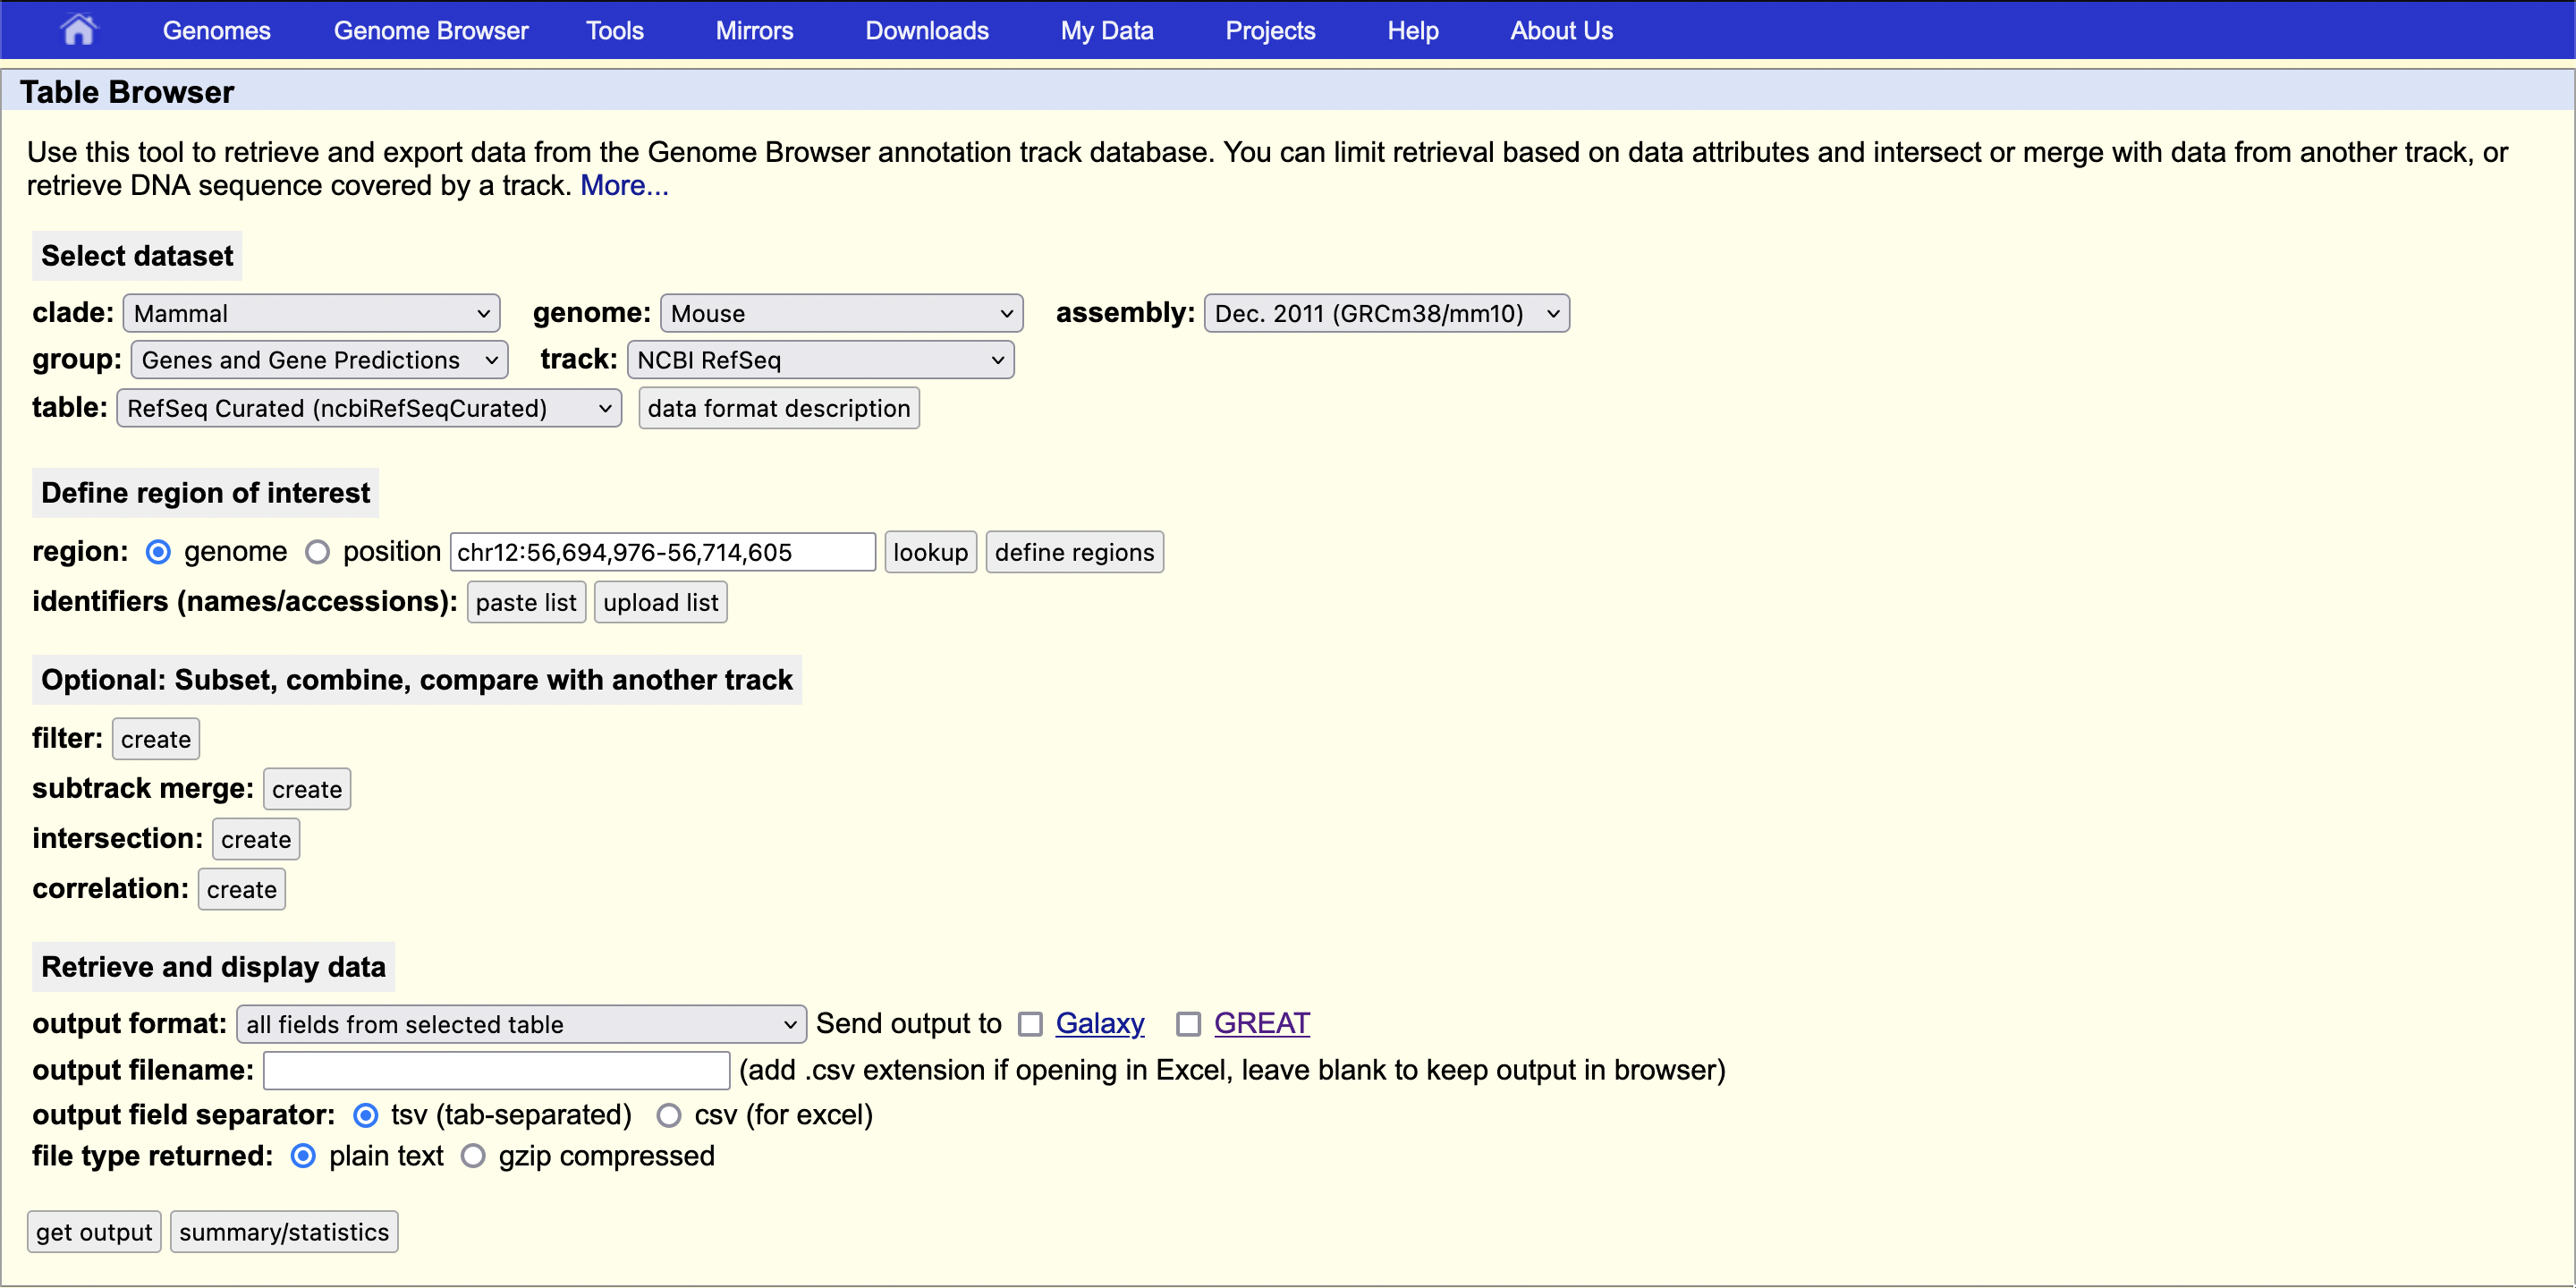 Genomes Genome Browser Tools Mirrors Downloads My Data Projects Help About Us
Table Browser
Use this tool to retrieve and export data from the Genome Browser annotation track database. You can limit retrieval based on data attributes and intersect or merge with data from another track, or
retrieve DNA sequence covered by a track. More...
Select dataset
clade: Mammal genome: Mouse assembly: Dec. 2011 (GRCm38/mm10)
group: Genes and Gene Predictions track: NCBI RefSeq
table: RefSeq Curated (ncbiRefSeqCurated) data format description
Define region of interest
region: genome position chr12:56,694,976-56,714,605 lookup define regions
identifiers (names/accessions): paste list upload list
Optional: Subset, combine, compare with another track
filter: create
subtrack merge: create
intersection: create
correlation: create
Retrieve and display data
output format: all fields from selected table Send output to Galaxy GREAT
output filename: (add .csv extension if opening in Excel, leave blank to keep output in browser)
output field separator: tsv (tab-separated) csv (for excel)
file type returned: plain text gzip compressed
get output summary/statistics